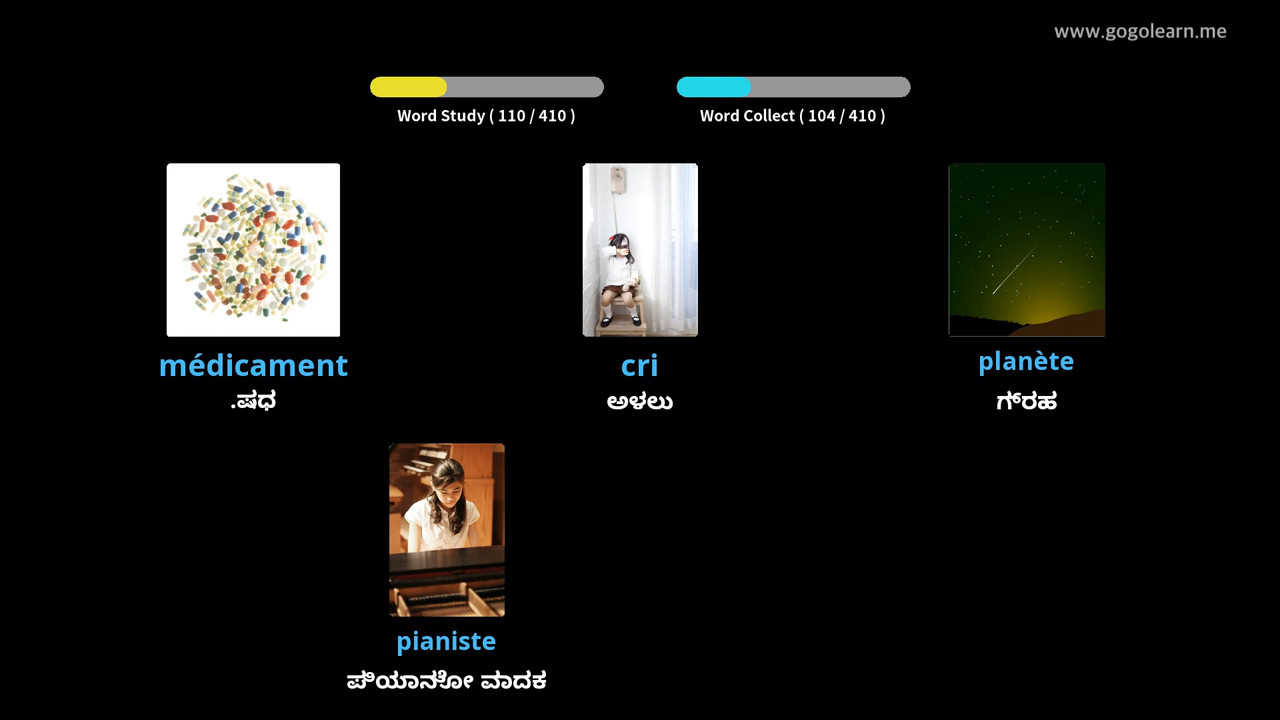 www.gogolearn.me
Word Study ( 110 / 410 )
Word Collect ( 104 / 410 )
médicament
.ಷಧ
cri
ಅಳಲು
planète
ಗ್ರಹ
pianiste
ಪಿಯಾನೋ ವಾದಕ